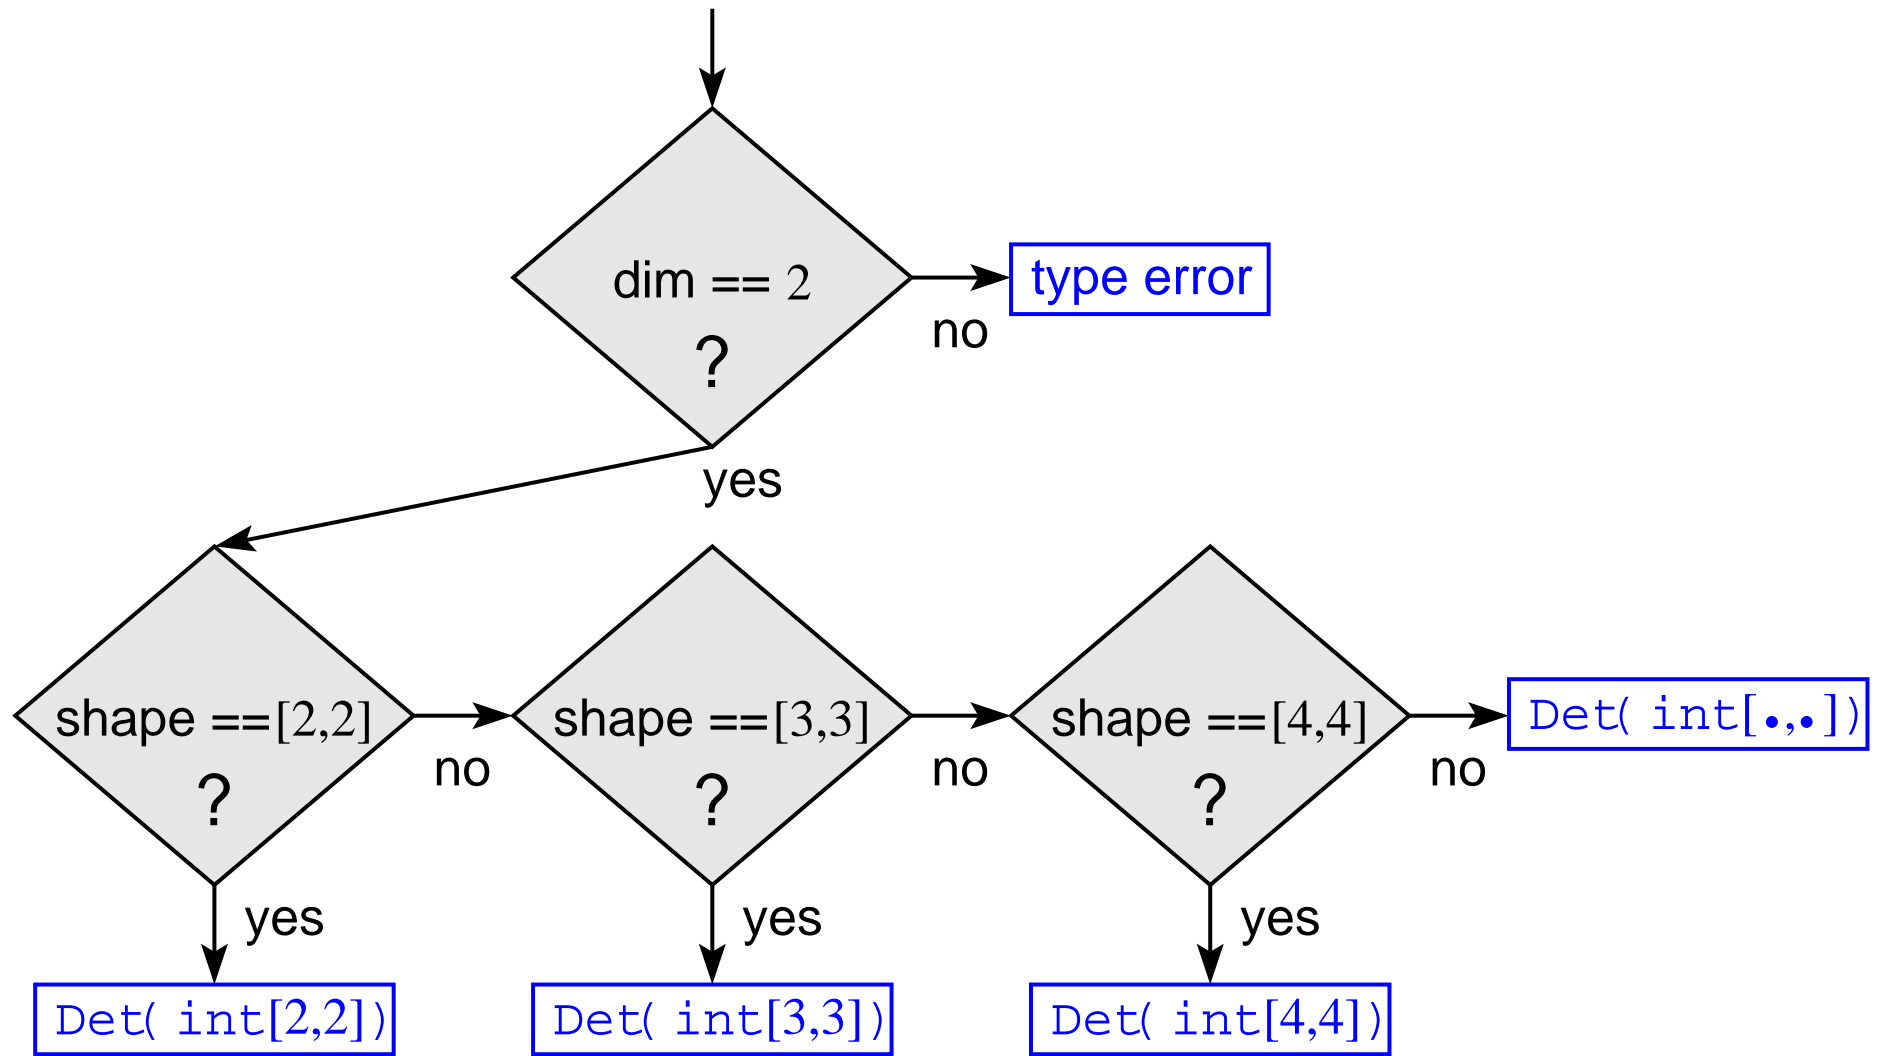 dim == 2
?
type error
no
yes
shape ==[2,2]
?
no
shape ==[3,3]
?
no
shape ==[4,4]
?
no
Det( int[•,•])
yes
yes
yes
Det( int[2,2])
Det( int[3,3])
Det( int[4,4])